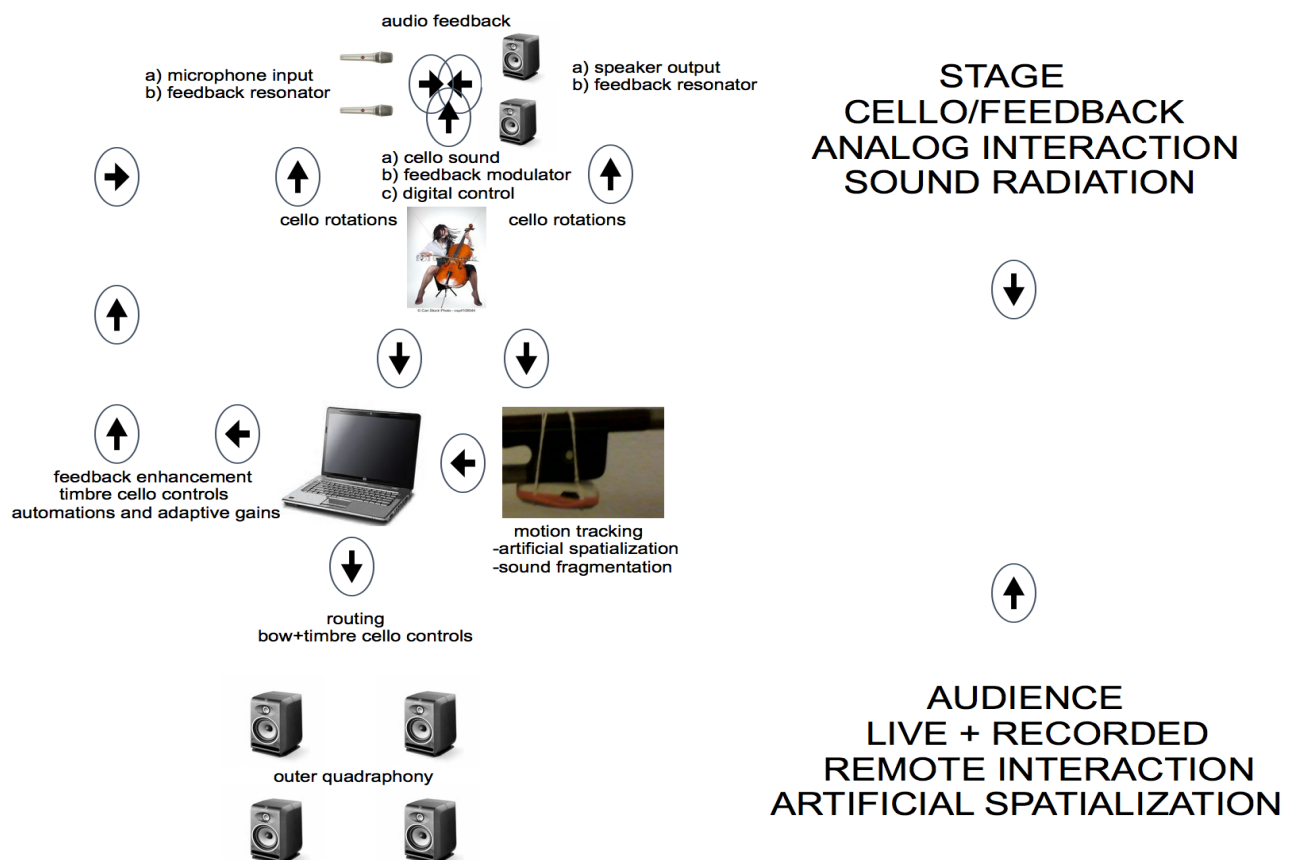 audio feedback
a) microphone input
b) feedback resonator
a) speaker output
b) feedback resonator
a) cello sound
b) feedback modulator
c) digital control
cello rotations
cello rotations
feedback enhancement
timbre cello controls
automations and adaptive gains
motion tracking
-artificial spatialization
-sound fragmentation
routing
bow+timbre cello controls
outer quadraphony
STAGE
CELLO/FEEDBACK
ANALOG INTERACTION
SOUND RADIATION
AUDIENCE
LIVE + RECORDED
REMOTE INTERACTION
ARTIFICIAL SPATIALIZATION